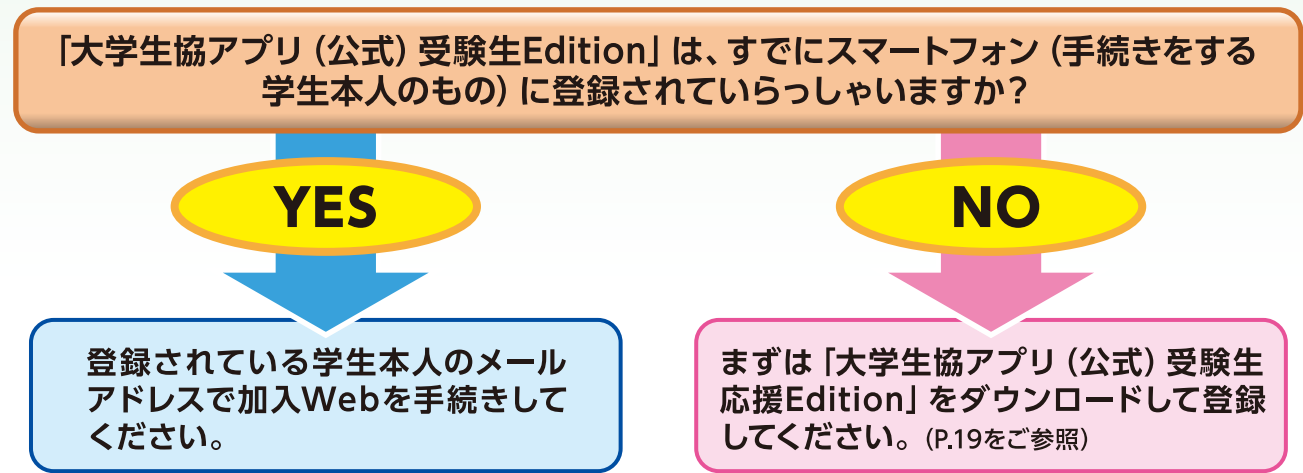 「大学生協アプリ（公式）受験生Edition」は、すでにスマートフォン（手続きをする
学生本人のもの）に登録されていらっしゃいますか？
YES
NO
登録されている学生本人のメール
アドレスで加入Webを手続きして
ください。
まずは「大学生協アプリ（公式）受験生
応援Edition」をダウンロードして登録
してください。（P.19をご参照）